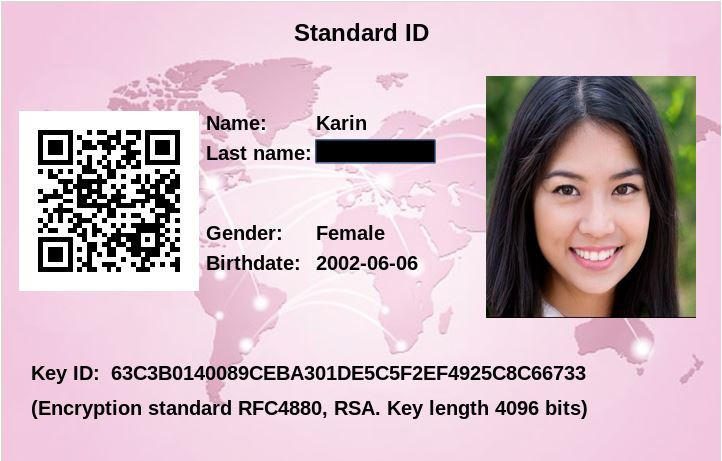 Standard ID
Name: Karin
Last name:
Gender: Female
Birthdate: 2002-06-06
Key ID: 63C3B0140089CEBA301DE5C5F2EF4925C8C66733
(Encryption standard RFC4880, RSA. Key length 4096 bits)